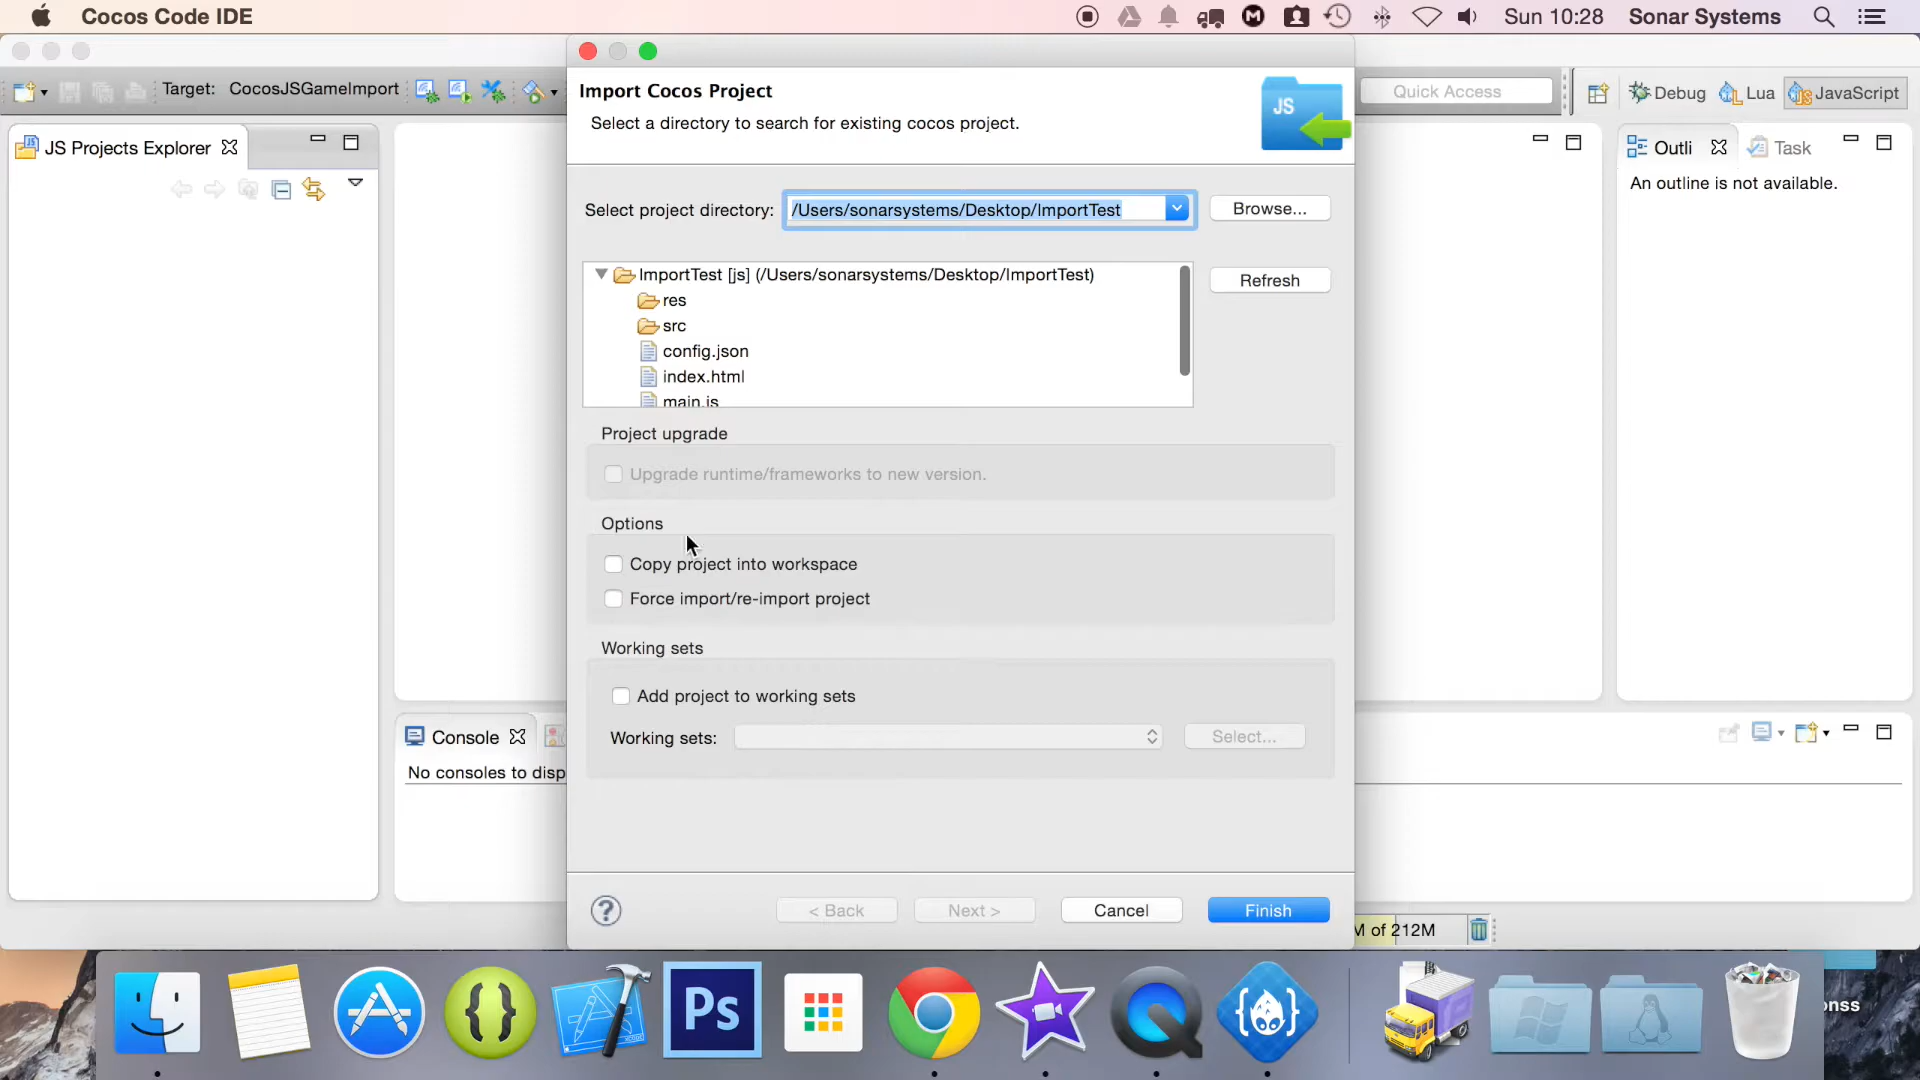 Cocos Code IDE
Sun 10:28 Sonar Systems
Target: CocosJSGameImport
Quick Access
Debug Lua JavaScript
Import Cocos Project
Select a directory to search for existing cocos project.
JS
JS Projects Explorer
Outli Task
An outline is not available.
Select project directory: /Users/sonarsystems/Desktop/ImportTest Browse...
ImportTest [js] (/Users/sonarsystems/Desktop/ImportTest) Refresh
res
src
config.json
index.html
main.js
Project upgrade
Upgrade runtime/frameworks to new version.
Options
Copy project into workspace
Force import/re-import project
Working sets
Add project to working sets
Working sets: Select...
Console
No consoles to disp
< Back Next > Cancel Finish
M of 212M
Ps
onss